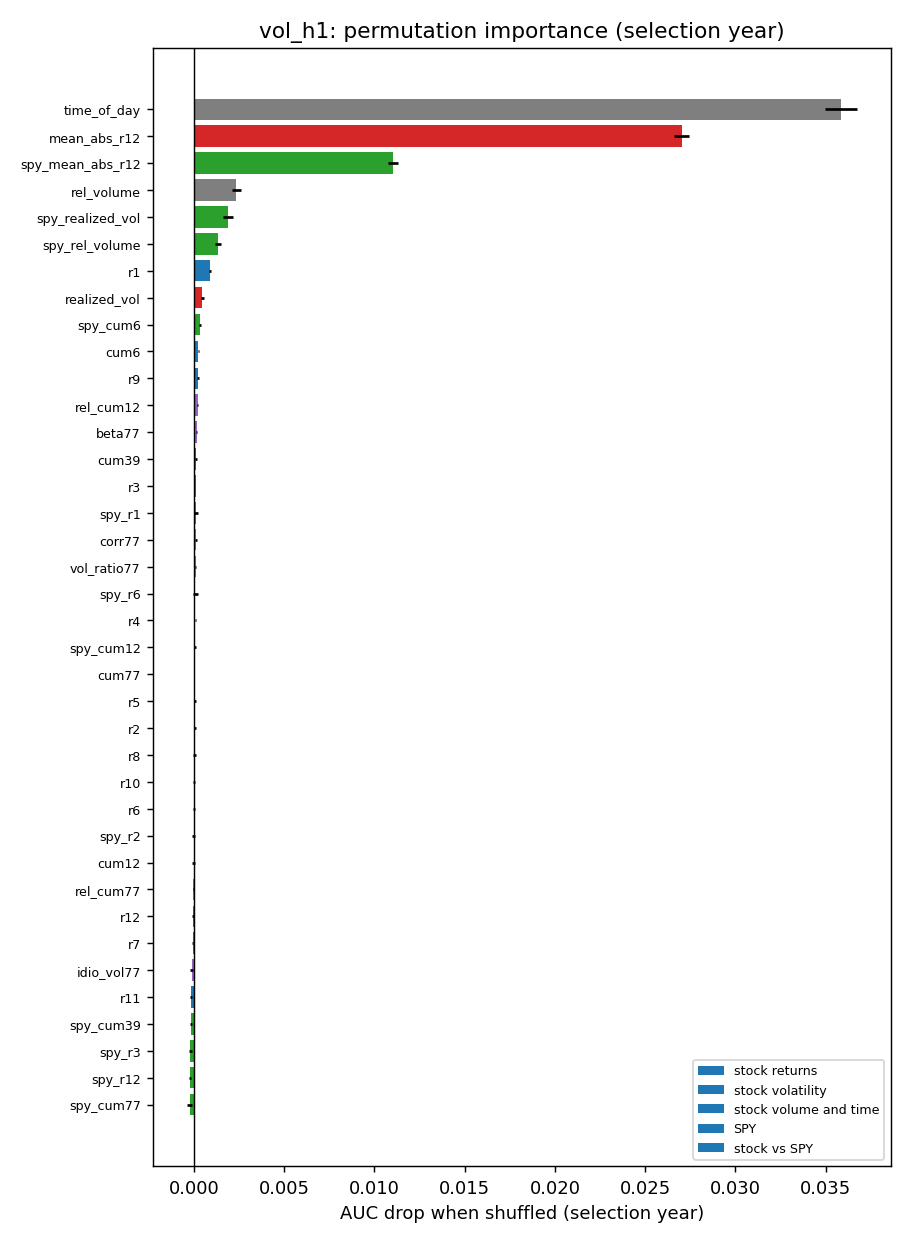 vol_h1: permutation importance (selection year)
time_of_day
mean_abs_r12
spy_mean_abs_r12
rel_volume
spy_realized_vol
spy_rel_volume
r1
realized_vol
spy_cum6
cum6
r9
rel_cum12
beta77
cum39
r3
spy_r1
corr77
vol_ratio77
spy_r6
r4
spy_cum12
cum77
r5
r2
r8
r10
r6
spy_r2
cum12
rel_cum77
r12
r7
idio_vol77
r11
spy_cum39
spy_r3
spy_r12
spy_cum77
stock returns
stock volatility
stock volume and time
SPY
stock vs SPY
0.000 0.005 0.010 0.015 0.020 0.025 0.030 0.035
AUC drop when shuffled (selection year)